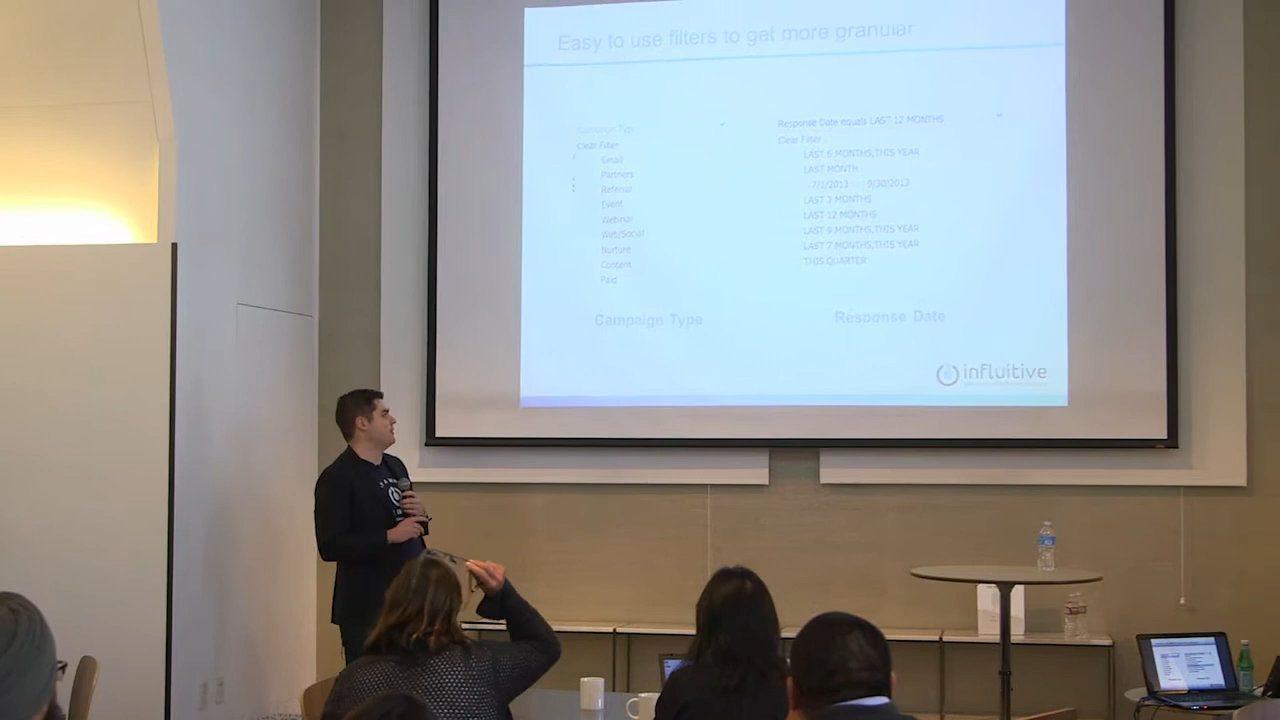 Easy to use filters to get more granular
Campaign Type
Clear Filter
Email
Partners
Referral
Event
Webinar
Web/Social
Nurture
Content
Paid
Campaign Type
Response Date equals LAST 12 MONTHS
Clear Filter
LAST 6 MONTHS,THIS YEAR
LAST MONTH
7/1/2013 9/30/2013
LAST 3 MONTHS
LAST 12 MONTHS
LAST 9 MONTHS,THIS YEAR
LAST 7 MONTHS,THIS YEAR
THIS QUARTER
Response Date
influitive